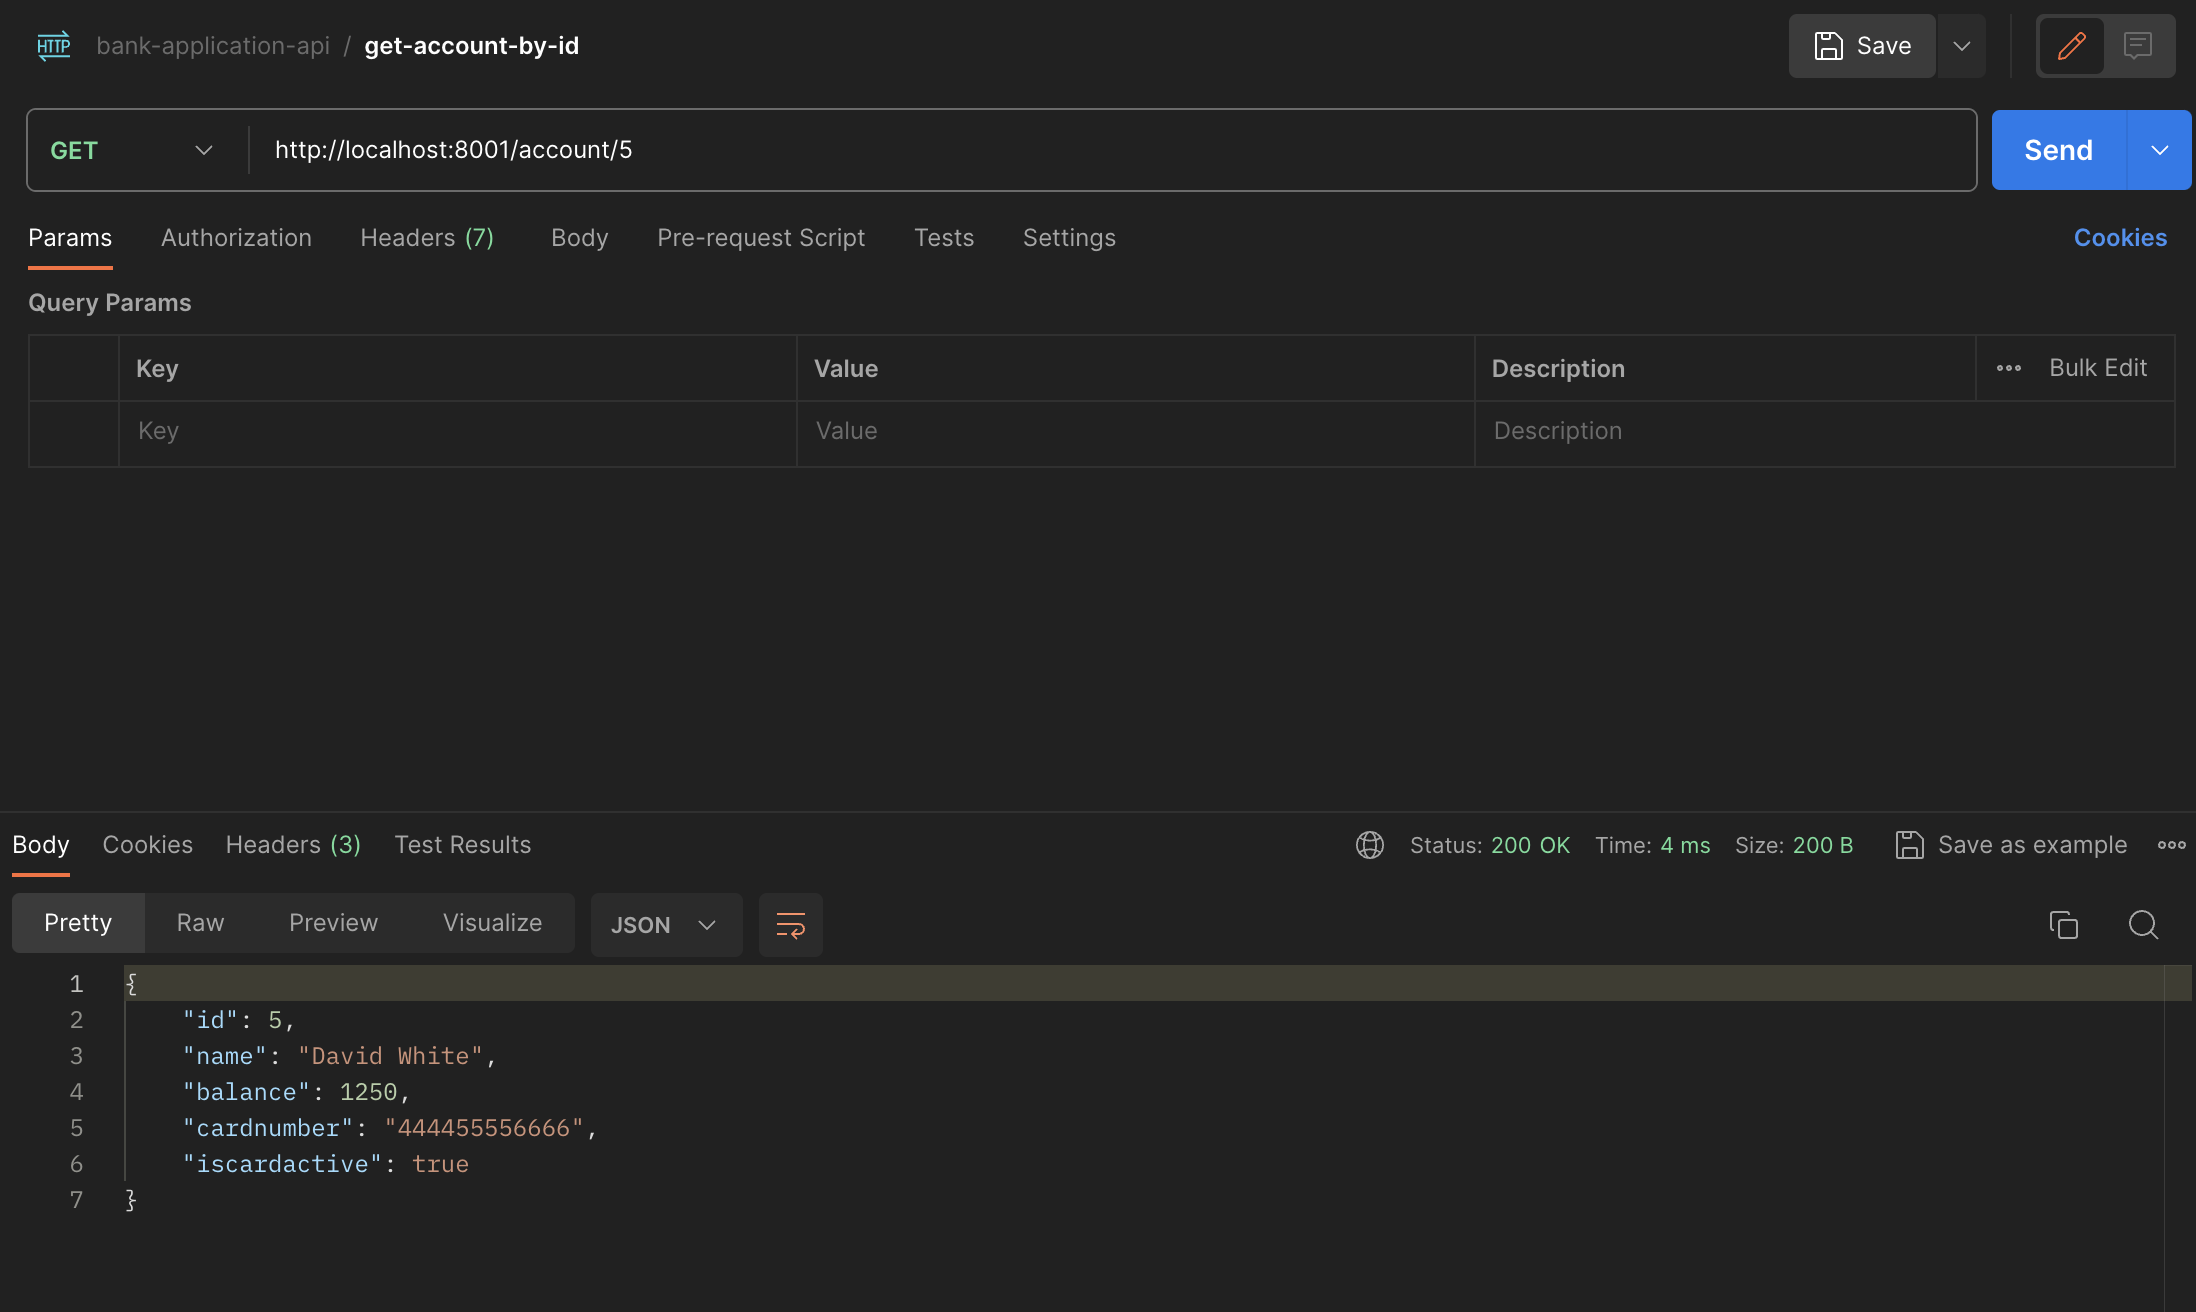 HTTP bank-application-api / get-account-by-id Save
GET http://localhost:8001/account/5 Send
Params Authorization Headers (7) Body Pre-request Script Tests Settings Cookies
Query Params
Key Value Description Bulk Edit
Key Value Description
Body Cookies Headers (3) Test Results Status: 200 OK Time: 4 ms Size: 200 B Save as example
Pretty Raw Preview Visualize JSON
1 {
2 "id": 5,
3 "name": "David White",
4 "balance": 1250,
5 "cardnumber": "444455556666",
6 "iscardactive": true
7 }